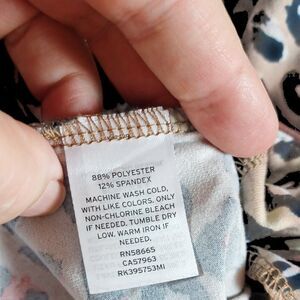 88% POLYESTER
12% SPANDEX
MACHINE WASH COLD,
WITH LIKE COLORS. ONLY
NON-CHLORINE BLEACH
IF NEEDED. TUMBLE DRY
LOW. WARM IRON IF
NEEDED.
RN58665
CA57963
RK395753Mi